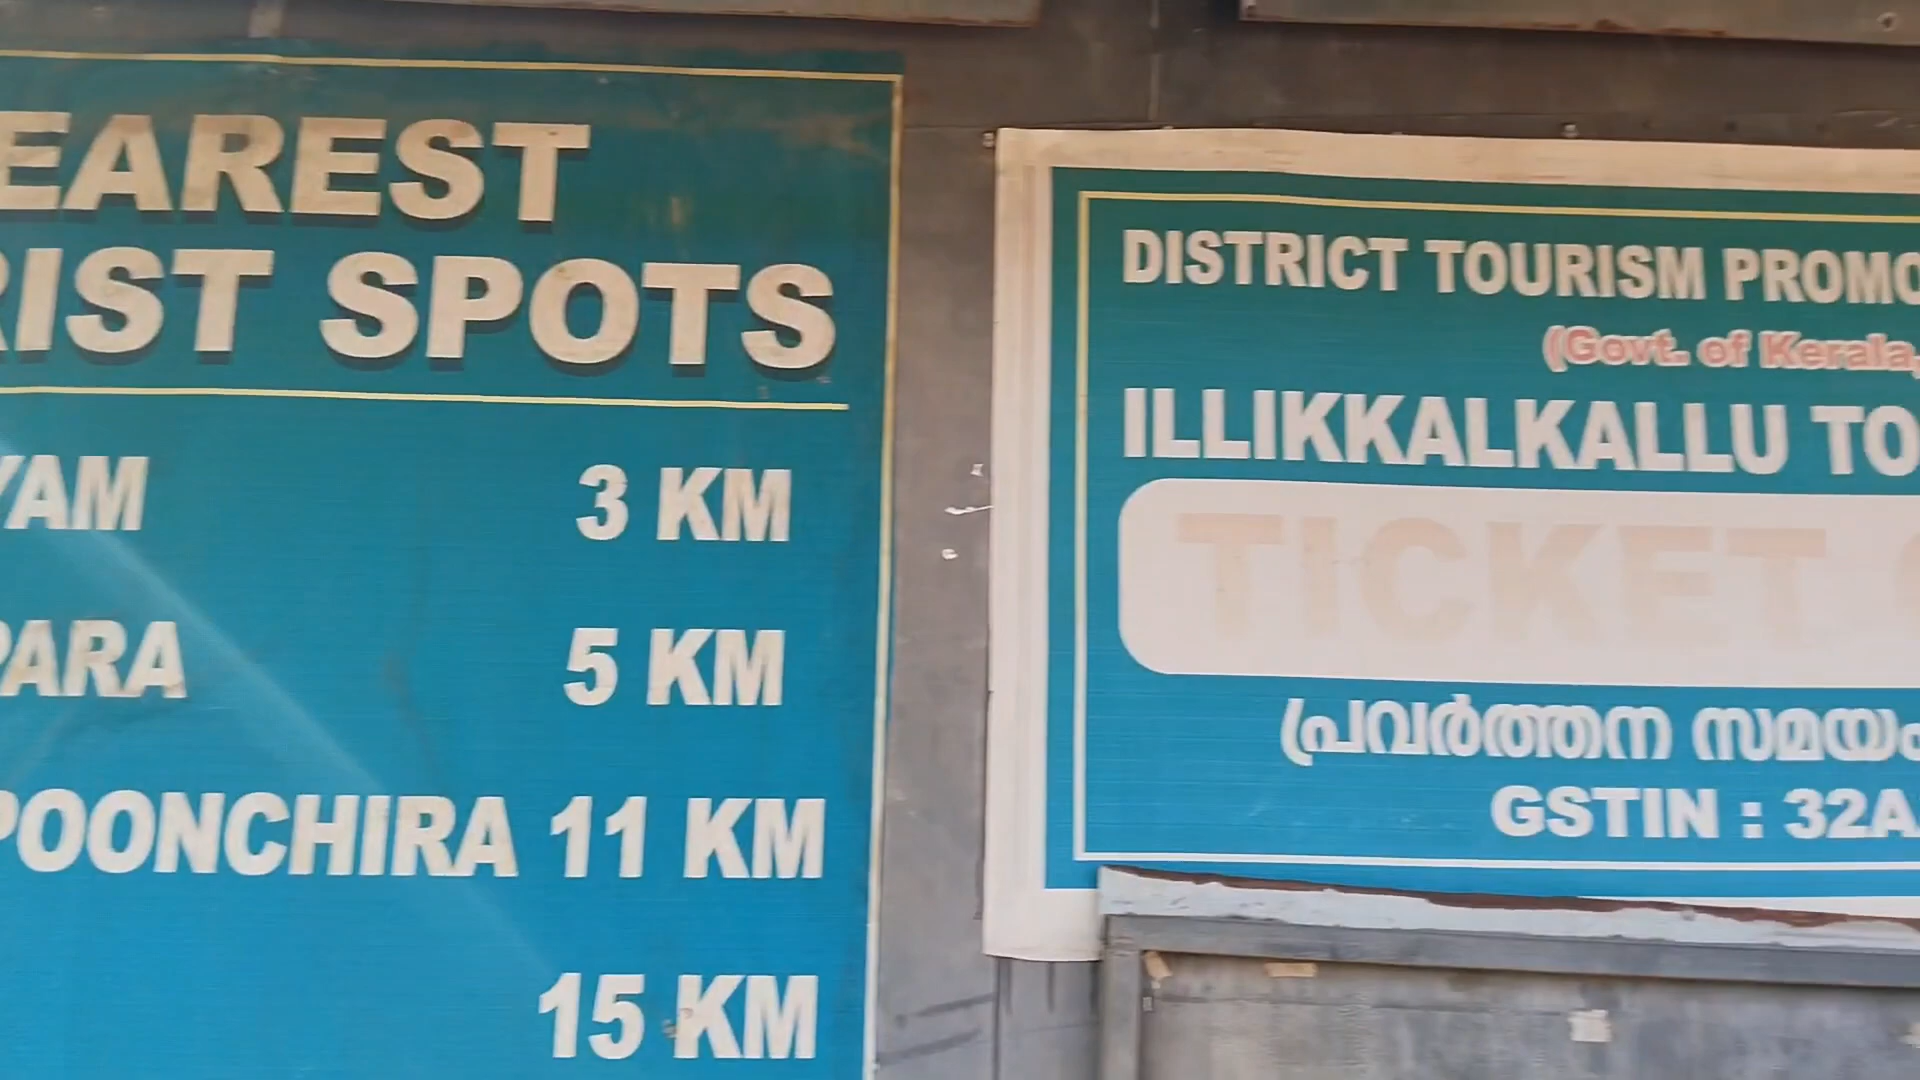 EAREST
RIST SPOTS
YAM 3 KM
PARA 5 KM
POONCHIRA 11 KM
15 KM
DISTRICT TOURISM PROMO
(Govt. of Kerala,
ILLIKKALKALLU TO
TICKET
പ്രവർത്തന സമയം
GSTIN : 32A